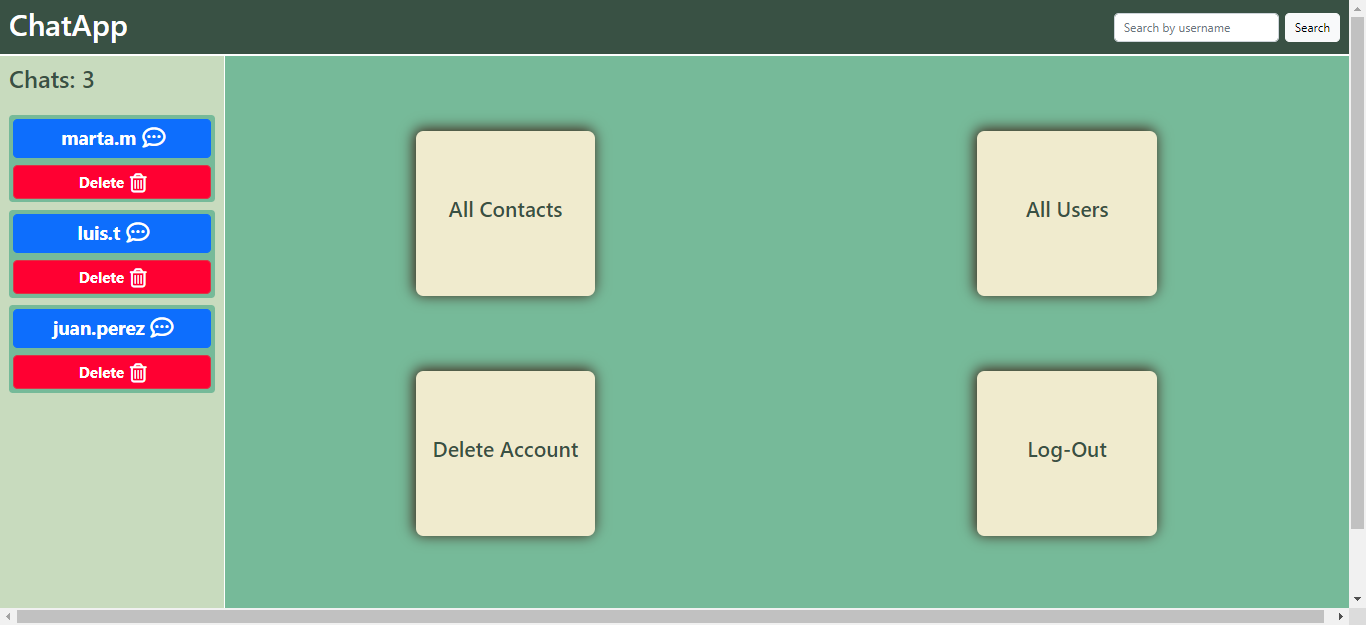 ChatApp
Search by username
Search
Chats: 3
marta.m
Delete
luis.t
Delete
juan.perez
Delete
All Contacts
All Users
Delete Account
Log-Out